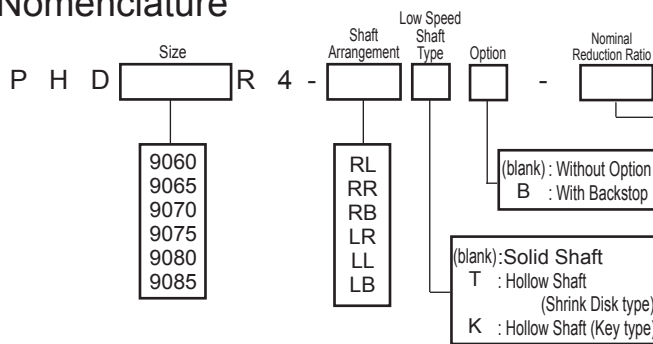 Nomenclature
Low Speed
Shaft
Type
Shaft
Arrangement
Size
Option
Nominal
Reduction Ratio
P H D R 4 - -
9060
9065
9070
9075
9080
9085
RL
RR
RB
LR
LL
LB
(blank) : Without Option
B : With Backstop
(blank):Solid Shaft
T : Hollow Shaft
(Shrink Disk type)
K : Hollow Shaft (Key type)